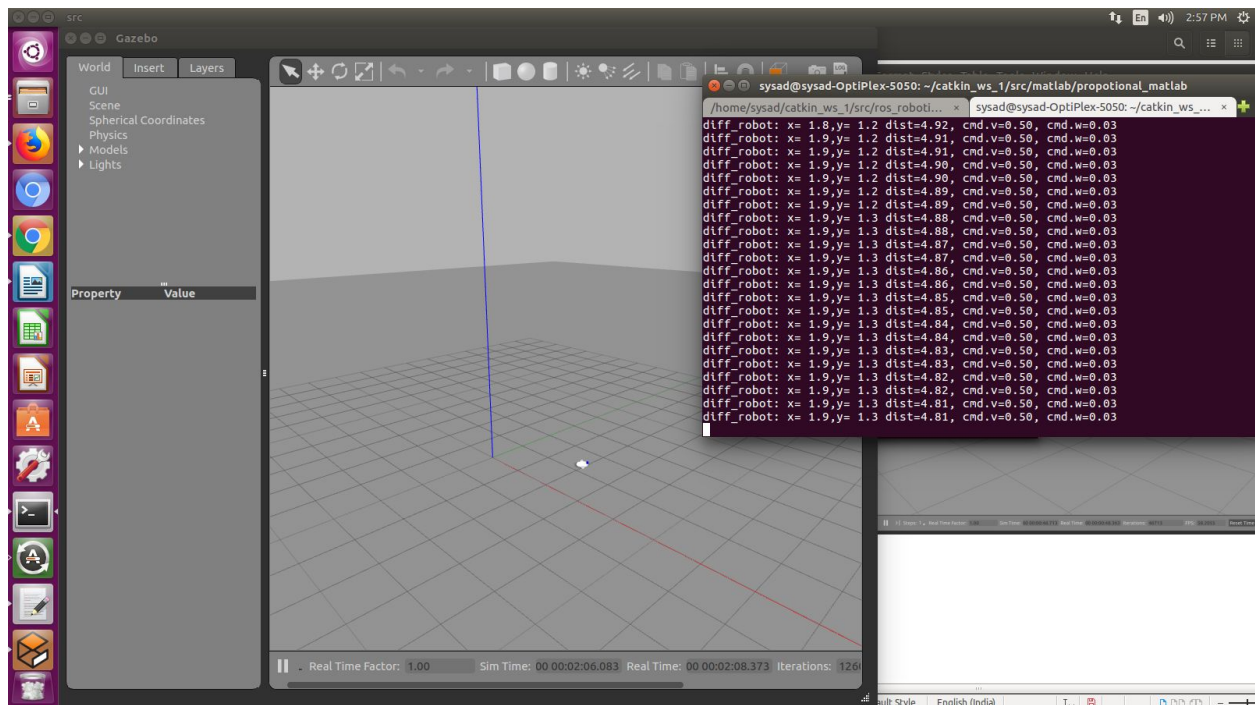 src
En
2:57 PM
Gazebo
World Insert Layers
GUI
Scene
Spherical Coordinates
Physics
Models
Lights
Property Value
Real Time Factor: 1.00 Sim Time: 00 00:02:06.083 Real Time: 00 00:02:08.373 Iterations: 1260
sysad@sysad-OptiPlex-5050: ~/catkin_ws_1/src/matlab/propotional_matlab
/home/sysad/catkin_ws_1/src/ros_roboti... × sysad@sysad-OptiPlex-5050: ~/catkin_ws_... ×
diff_robot: x= 1.8,y= 1.2 dist=4.92, cmd.v=0.50, cmd.w=0.03
diff_robot: x= 1.9,y= 1.2 dist=4.91, cmd.v=0.50, cmd.w=0.03
diff_robot: x= 1.9,y= 1.2 dist=4.91, cmd.v=0.50, cmd.w=0.03
diff_robot: x= 1.9,y= 1.2 dist=4.90, cmd.v=0.50, cmd.w=0.03
diff_robot: x= 1.9,y= 1.2 dist=4.90, cmd.v=0.50, cmd.w=0.03
diff_robot: x= 1.9,y= 1.2 dist=4.89, cmd.v=0.50, cmd.w=0.03
diff_robot: x= 1.9,y= 1.2 dist=4.89, cmd.v=0.50, cmd.w=0.03
diff_robot: x= 1.9,y= 1.3 dist=4.88, cmd.v=0.50, cmd.w=0.03
diff_robot: x= 1.9,y= 1.3 dist=4.88, cmd.v=0.50, cmd.w=0.03
diff_robot: x= 1.9,y= 1.3 dist=4.87, cmd.v=0.50, cmd.w=0.03
diff_robot: x= 1.9,y= 1.3 dist=4.87, cmd.v=0.50, cmd.w=0.03
diff_robot: x= 1.9,y= 1.3 dist=4.86, cmd.v=0.50, cmd.w=0.03
diff_robot: x= 1.9,y= 1.3 dist=4.86, cmd.v=0.50, cmd.w=0.03
diff_robot: x= 1.9,y= 1.3 dist=4.85, cmd.v=0.50, cmd.w=0.03
diff_robot: x= 1.9,y= 1.3 dist=4.85, cmd.v=0.50, cmd.w=0.03
diff_robot: x= 1.9,y= 1.3 dist=4.84, cmd.v=0.50, cmd.w=0.03
diff_robot: x= 1.9,y= 1.3 dist=4.84, cmd.v=0.50, cmd.w=0.03
diff_robot: x= 1.9,y= 1.3 dist=4.83, cmd.v=0.50, cmd.w=0.03
diff_robot: x= 1.9,y= 1.3 dist=4.83, cmd.v=0.50, cmd.w=0.03
diff_robot: x= 1.9,y= 1.3 dist=4.82, cmd.v=0.50, cmd.w=0.03
diff_robot: x= 1.9,y= 1.3 dist=4.82, cmd.v=0.50, cmd.w=0.03
diff_robot: x= 1.9,y= 1.3 dist=4.81, cmd.v=0.50, cmd.w=0.03
diff_robot: x= 1.9,y= 1.3 dist=4.81, cmd.v=0.50, cmd.w=0.03
ault Style English (India) I...